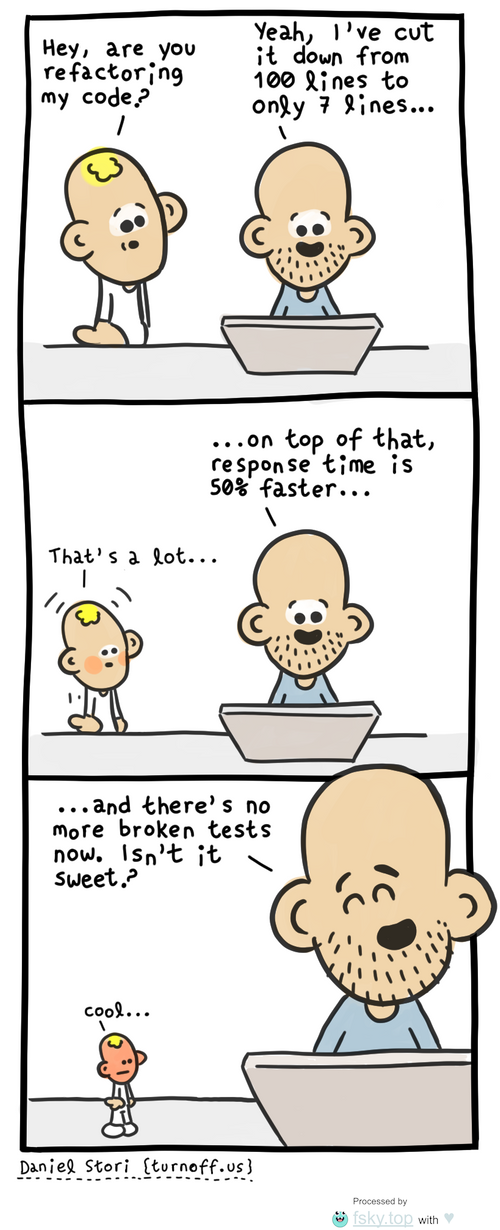 Hey, are you
refactoring
my code?
Yeah, I've cut
it down from
100 lines to
only 7 lines...
...on top of that,
response time is
50% faster...
That's a lot...
...and there's no
more broken tests
now. Isn't it
sweet?
cool...
Daniel Stori {turnoff.us}
Processed by
fsky.top with ♥